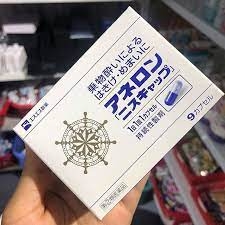 乗物酔いによる
はきけ・めまいに
アネロン
「ニスキャップ」
1日1回1カプセル
持続性製剤
9カプセル
エスエス製薬